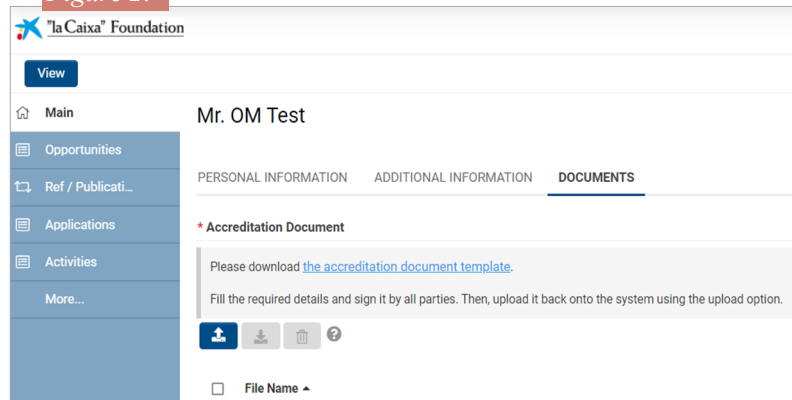 "la Caixa" Foundation
View
Main
Opportunities
Ref / Publicati...
Applications
Activities
More...
Mr. OM Test
PERSONAL INFORMATION ADDITIONAL INFORMATION DOCUMENTS
* Accreditation Document
Please download the accreditation document template.
Fill the required details and sign it by all parties. Then, upload it back onto the system using the upload option.
File Name